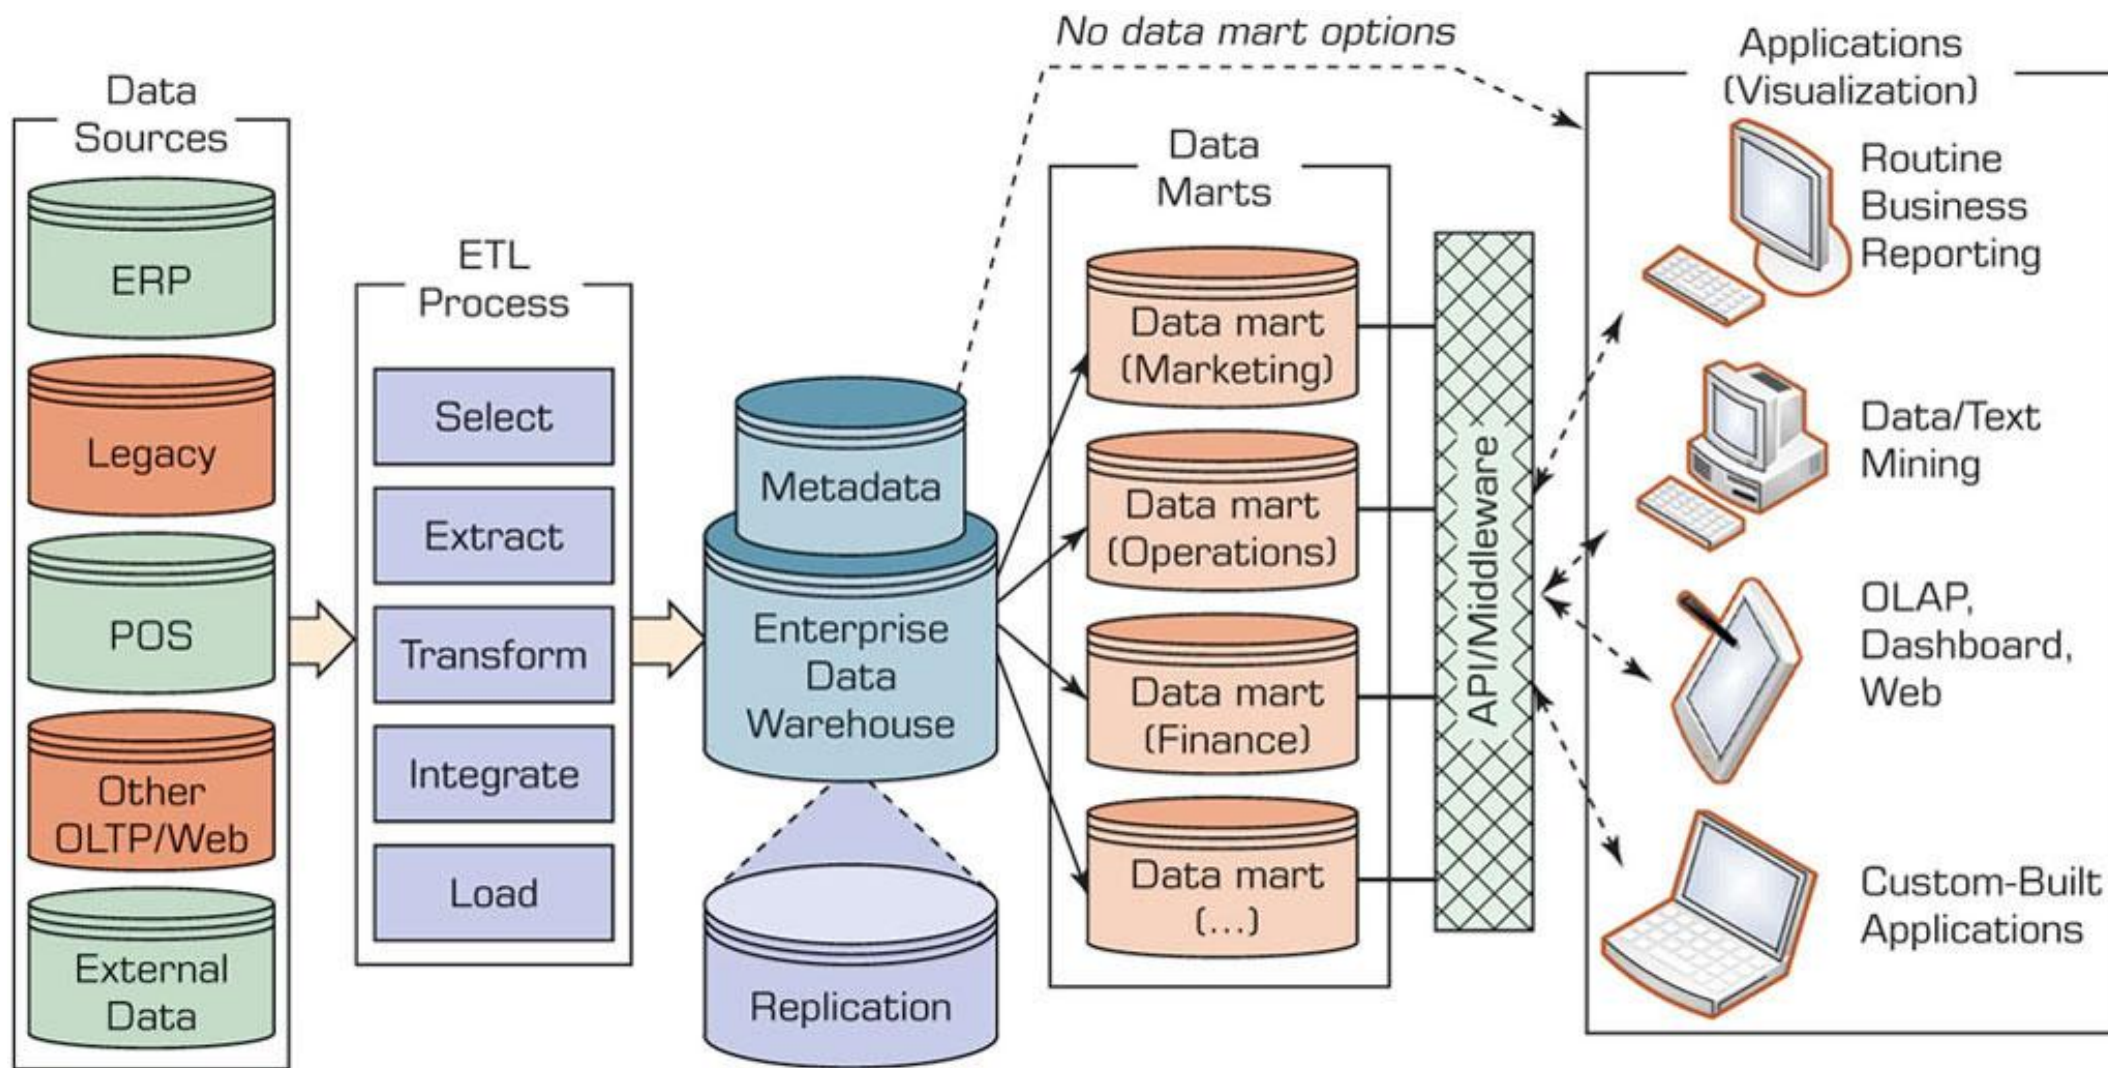 No data mart options
Data
Sources
ERP
Legacy
POS
Other
OLTP/Web
External
Data
ETL
Process
Select
Extract
Transform
Integrate
Load
Metadata
Enterprise
Data
Warehouse
Replication
Data
Marts
Data mart
(Marketing)
Data mart
(Operations)
Data mart
(Finance)
Data mart
(...)
API/Middleware
Applications
(Visualization)
Routine
Business
Reporting
Data/Text
Mining
OLAP,
Dashboard,
Web
Custom-Built
Applications